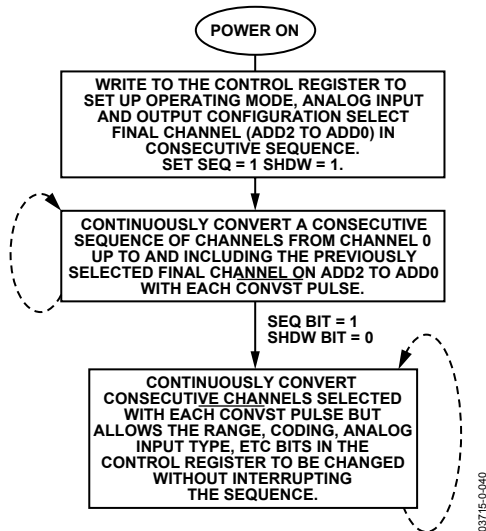 POWER ON
WRITE TO THE CONTROL REGISTER TO
SET UP OPERATING MODE, ANALOG INPUT
AND OUTPUT CONFIGURATION SELECT
FINAL CHANNEL (ADD2 TO ADD0) IN
CONSECUTIVE SEQUENCE.
SET SEQ = 1 SHDW = 1.
CONTINUOUSLY CONVERT A CONSECUTIVE
SEQUENCE OF CHANNELS FROM CHANNEL 0
UP TO AND INCLUDING THE PREVIOUSLY
SELECTED FINAL CHANNEL ON ADD2 TO ADD0
WITH EACH CONVST PULSE.
SEQ BIT = 1
SHDW BIT = 0
CONTINUOUSLY CONVERT
CONSECUTIVE CHANNELS SELECTED
WITH EACH CONVST PULSE BUT
ALLOWS THE RANGE, CODING, ANALOG
INPUT TYPE, ETC BITS IN THE
CONTROL REGISTER TO BE CHANGED
WITHOUT INTERRUPTING
THE SEQUENCE.
03715-0-040